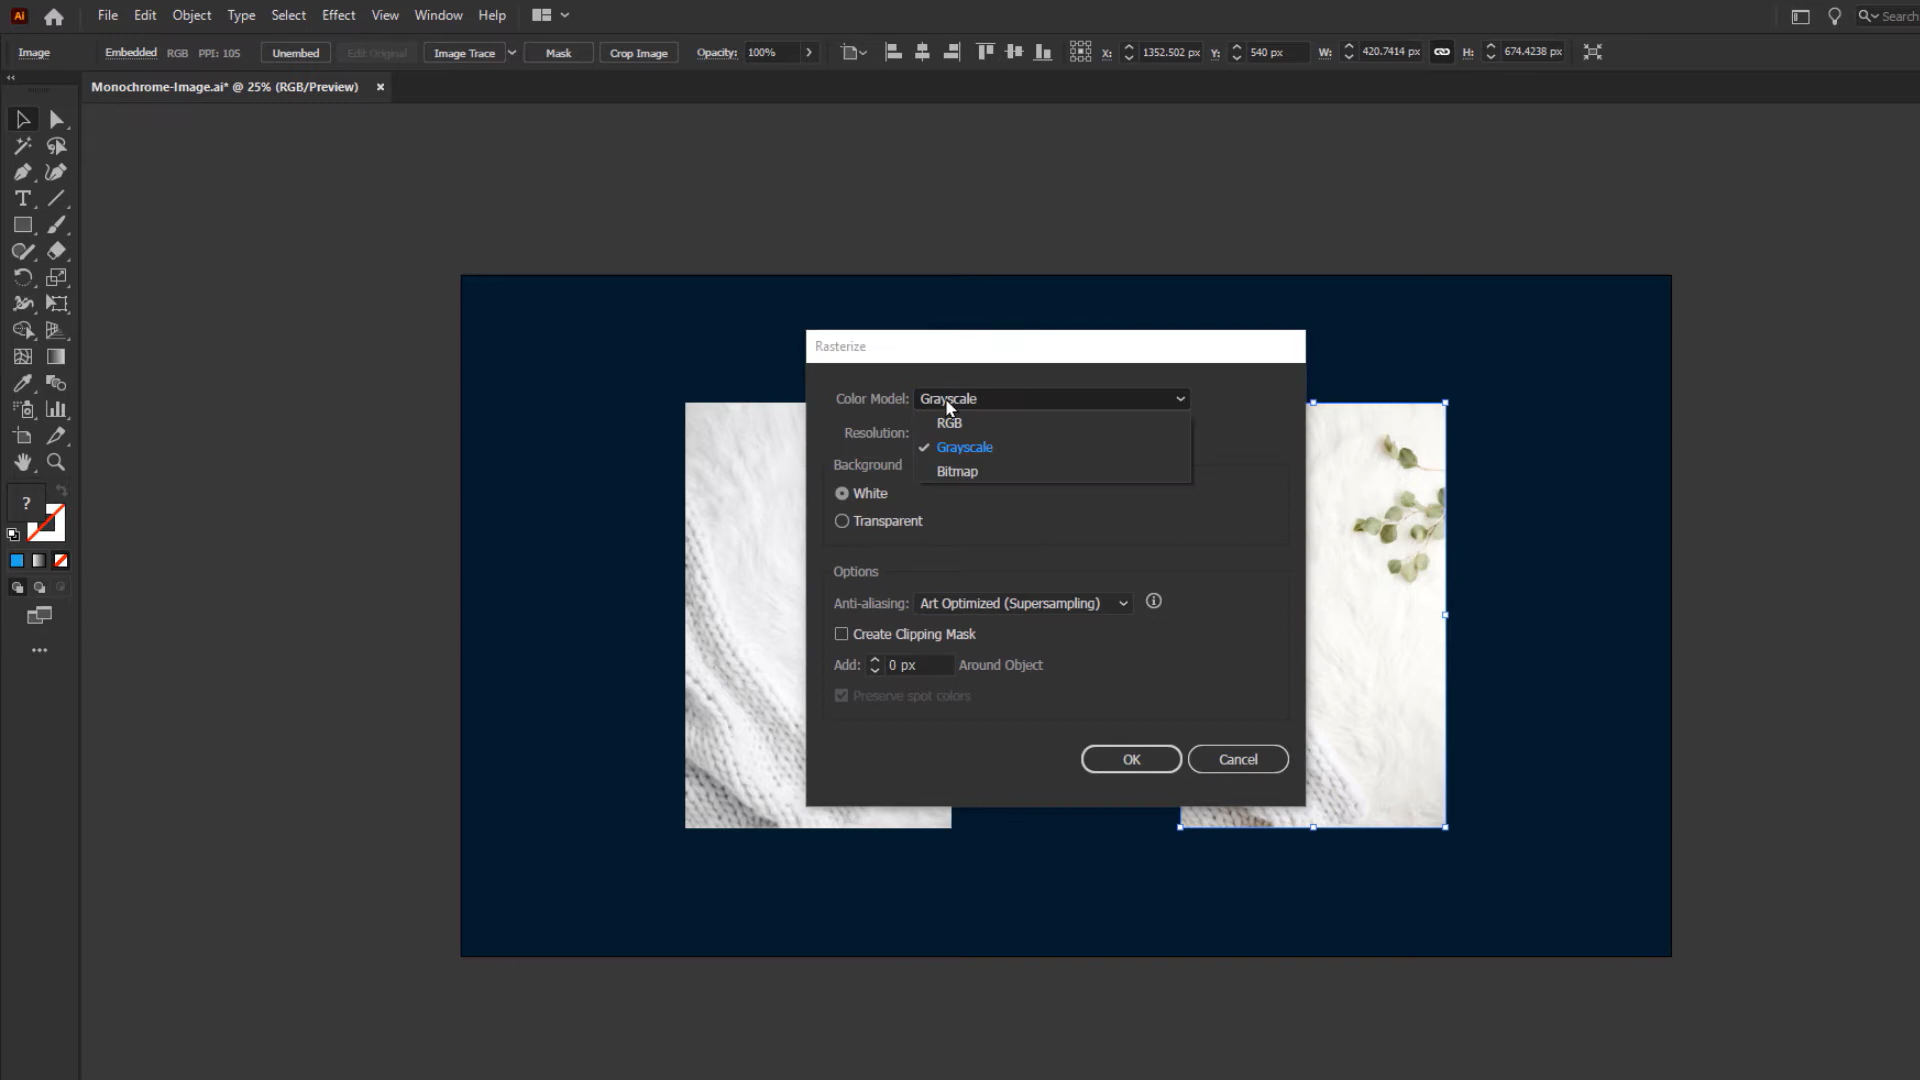 Ai File Edit Object Type Select Effect View Window Help Search
Image Embedded RGB PPI: 105 Unembed Edit Original Image Trace Mask Crop Image Opacity: 100% X: 1352.502 px Y: 540 px W: 420.7414 px H: 674.4238 px
Monochrome-Image.ai* @ 25% (RGB/Preview) ×
Rasterize
Color Model: Grayscale
RGB
Resolution:
Grayscale
Background
Bitmap
White
Transparent
Options
Anti-aliasing: Art Optimized (Supersampling)
Create Clipping Mask
Add: 0 px Around Object
Preserve spot colors
OK Cancel
?